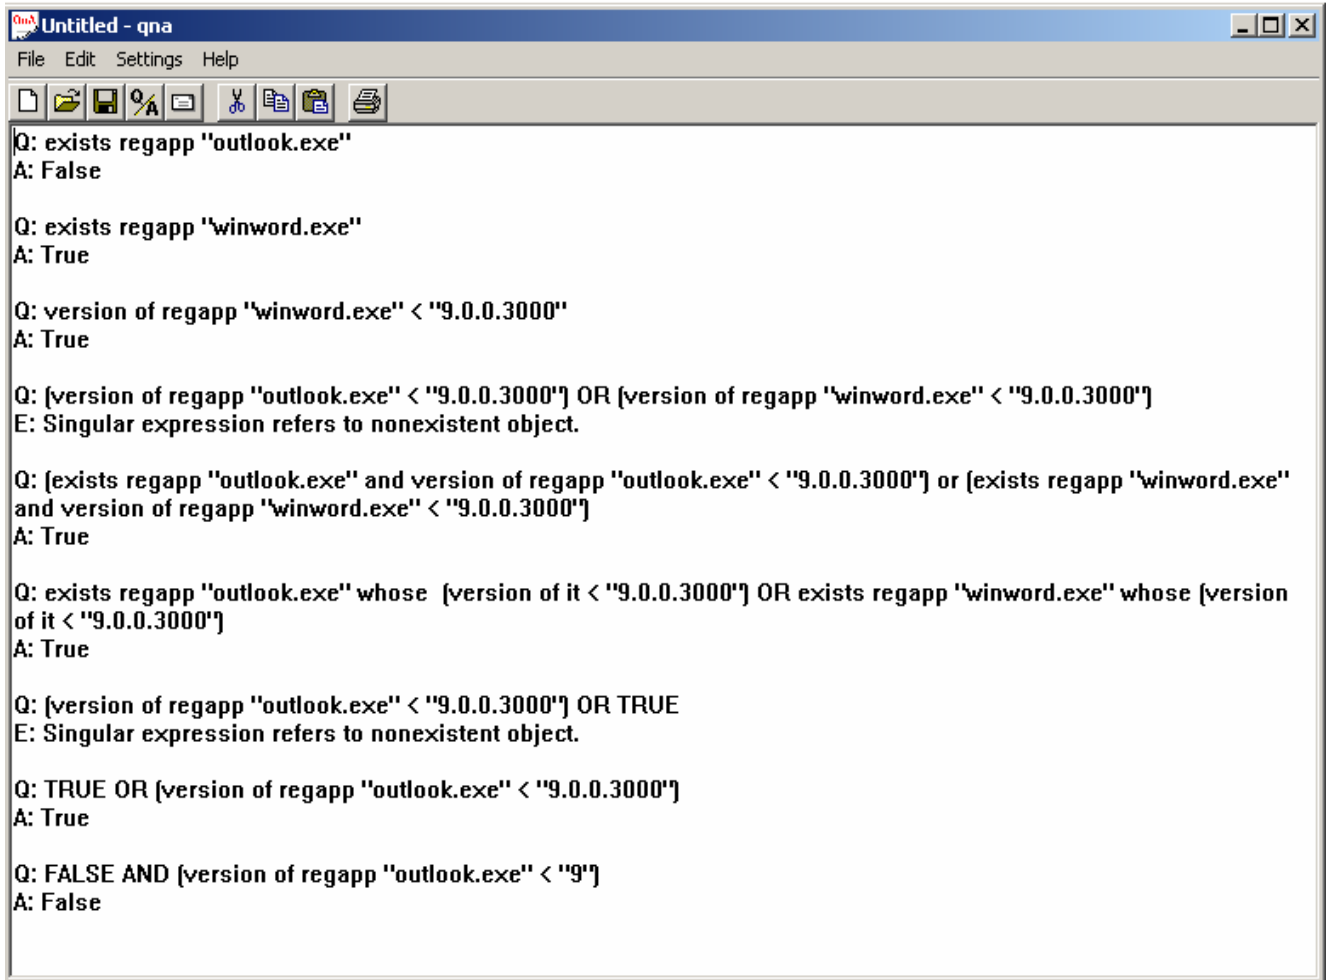 Untitled - qna
File Edit Settings Help
Q: exists regapp "outlook.exe"
A: False
Q: exists regapp "winword.exe"
A: True
Q: version of regapp "winword.exe" < "9.0.0.3000"
A: True
Q: (version of regapp "outlook.exe" < "9.0.0.3000") OR (version of regapp "winword.exe" < "9.0.0.3000")
E: Singular expression refers to nonexistent object.
Q: (exists regapp "outlook.exe" and version of regapp "outlook.exe" < "9.0.0.3000") or (exists regapp "winword.exe"
and version of regapp "winword.exe" < "9.0.0.3000")
A: True
Q: exists regapp "outlook.exe" whose  (version of it < "9.0.0.3000") OR exists regapp "winword.exe" whose (version
of it < "9.0.0.3000")
A: True
Q: (version of regapp "outlook.exe" < "9.0.0.3000") OR TRUE
E: Singular expression refers to nonexistent object.
Q: TRUE OR (version of regapp "outlook.exe" < "9.0.0.3000")
A: True
Q: FALSE AND (version of regapp "outlook.exe" < "9")
A: False